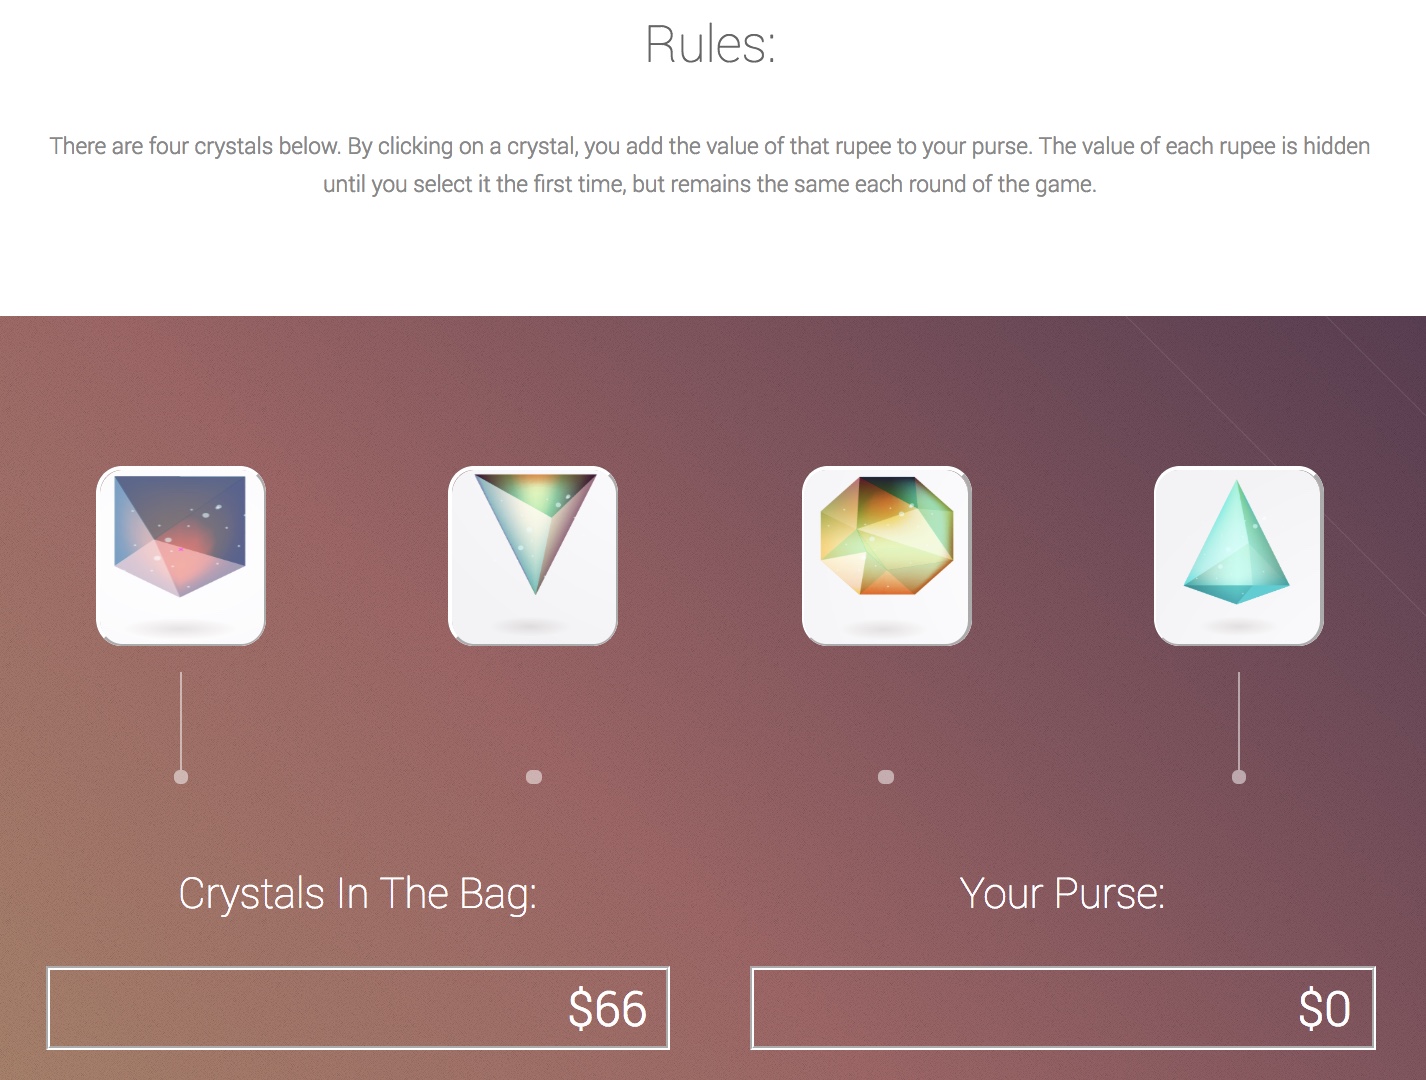 Rules:
There are four crystals below. By clicking on a crystal, you add the value of that rupee to your purse. The value of each rupee is hidden
until you select it the first time, but remains the same each round of the game.
Crystals In The Bag:
Your Purse:
$66
$0